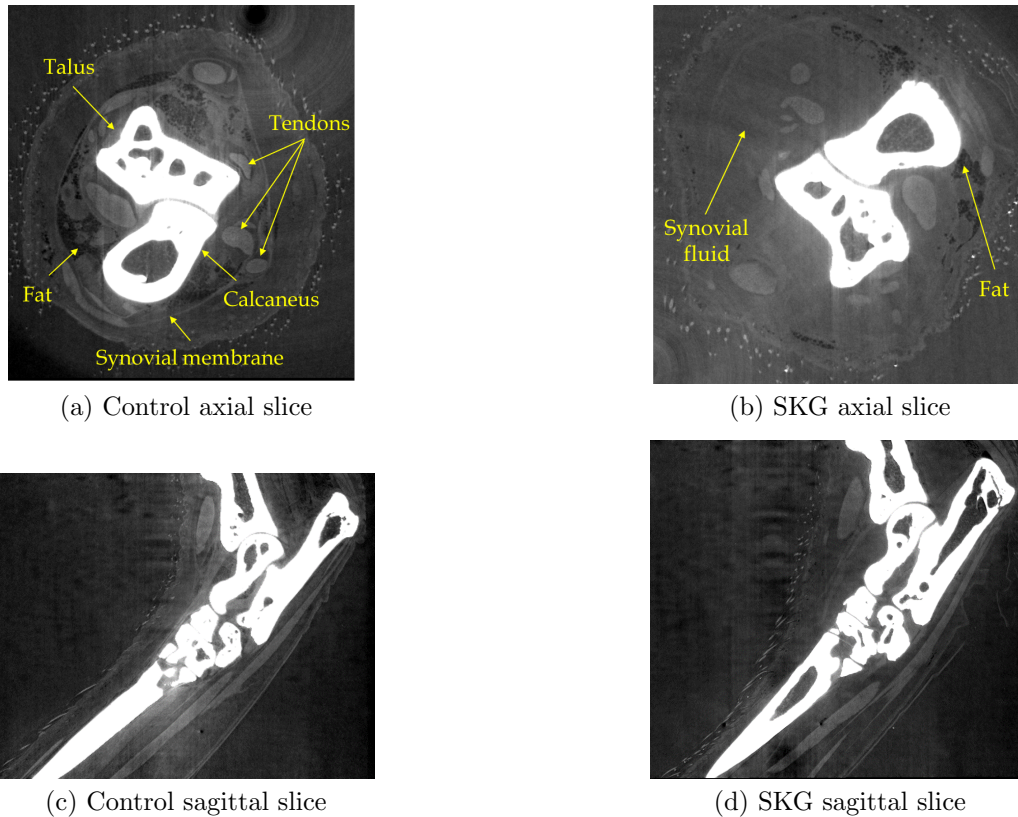 Talus
Tendons
Fat
Calcaneus
Synovial membrane
Synovial
fluid
Fat
(a) Control axial slice
(b) SKG axial slice
(c) Control sagittal slice
(d) SKG sagittal slice